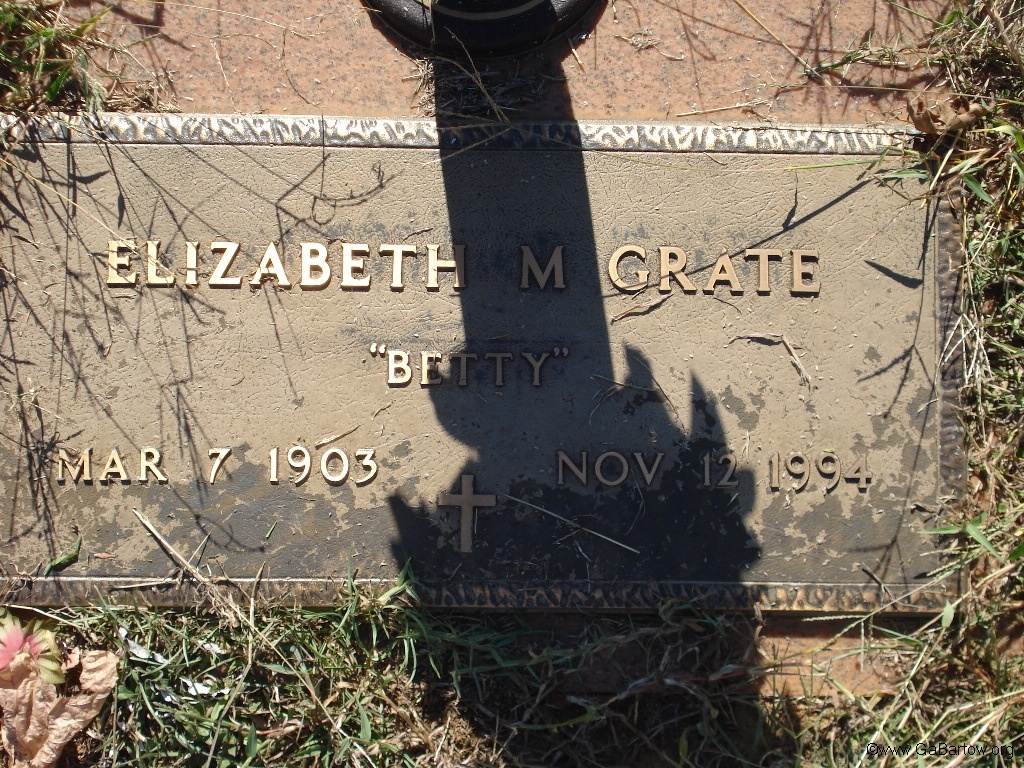 ELIZABETH M GRATE
"BETTY"
MAR 7 1903 NOV 12 1994
©www.GaBartow.org